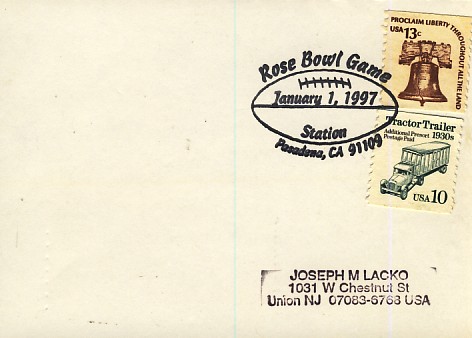 PROCLAIM LIBERTY THROUGHOUT ALL THE LAND
USA 13c
Rose Bowl Game
January 1, 1997
Station
Pasadena, CA 91109
Tractor Trailer
Additional Presort 1930s
Postage Paid
USA 10
JOSEPH M LACKO
1031 W Chestnut St
Union NJ 07083-6768 USA